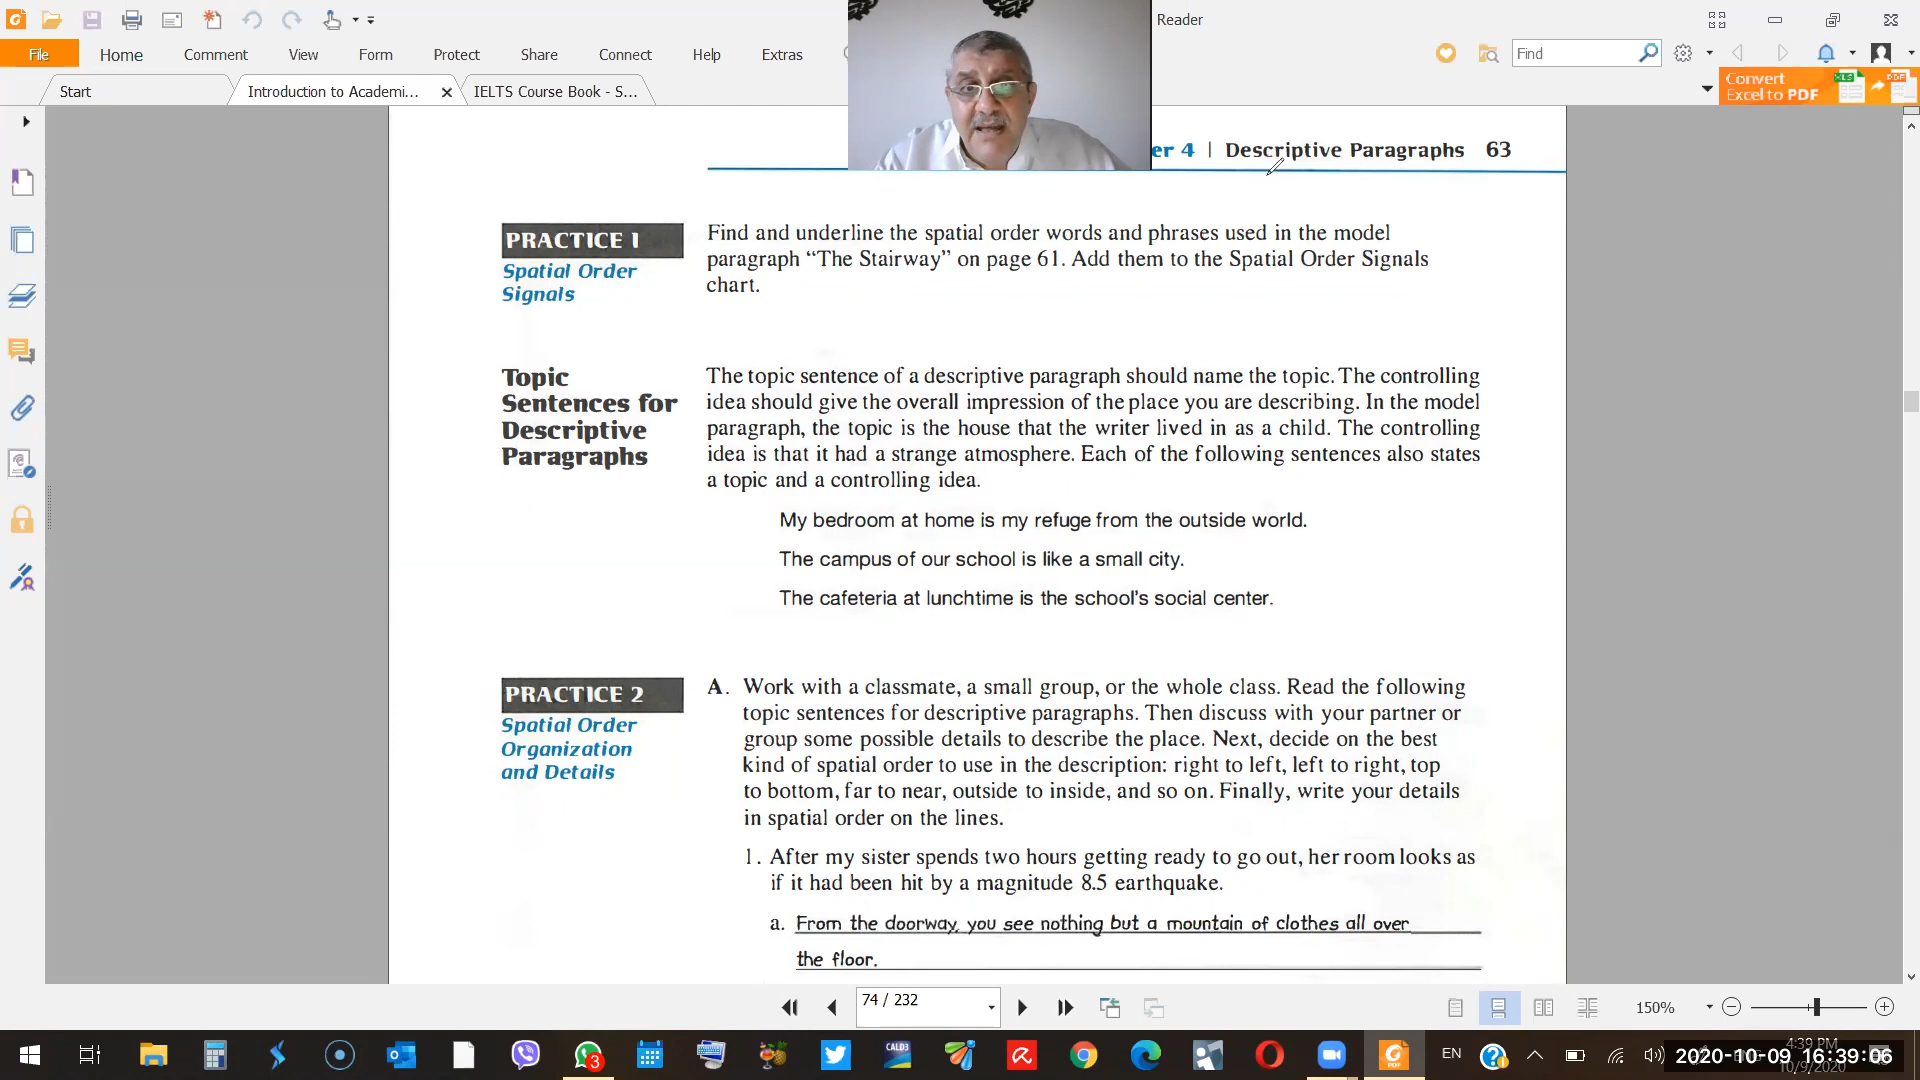 Reader
File
Home
Comment
View
Form
Protect
Share
Connect
Help
Extras
Find
Start
Introduction to Academi...
IELTS Course Book - S...
Convert
Excel to PDF
er 4 | Descriptive Paragraphs 63
PRACTICE 1
Spatial Order
Signals
Find and underline the spatial order words and phrases used in the model
paragraph “The Stairway” on page 61. Add them to the Spatial Order Signals
chart.
Topic
Sentences for
Descriptive
Paragraphs
The topic sentence of a descriptive paragraph should name the topic. The controlling
idea should give the overall impression of the place you are describing. In the model
paragraph, the topic is the house that the writer lived in as a child. The controlling
idea is that it had a strange atmosphere. Each of the following sentences also states
a topic and a controlling idea.
My bedroom at home is my refuge from the outside world.
The campus of our school is like a small city.
The cafeteria at lunchtime is the school's social center.
PRACTICE 2
Spatial Order
Organization
and Details
A. Work with a classmate, a small group, or the whole class. Read the following
topic sentences for descriptive paragraphs. Then discuss with your partner or
group some possible details to describe the place. Next, decide on the best
kind of spatial order to use in the description: right to left, left to right, top
to bottom, far to near, outside to inside, and so on. Finally, write your details
in spatial order on the lines.
1. After my sister spends two hours getting ready to go out, her room looks as
if it had been hit by a magnitude 8.5 earthquake.
a. From the doorway, you see nothing but a mountain of clothes all over
the floor.
74 / 232
150%
3
CALD3
PDF
EN
4:39 PM
10/9/2020
2020-10-09 16:39:06